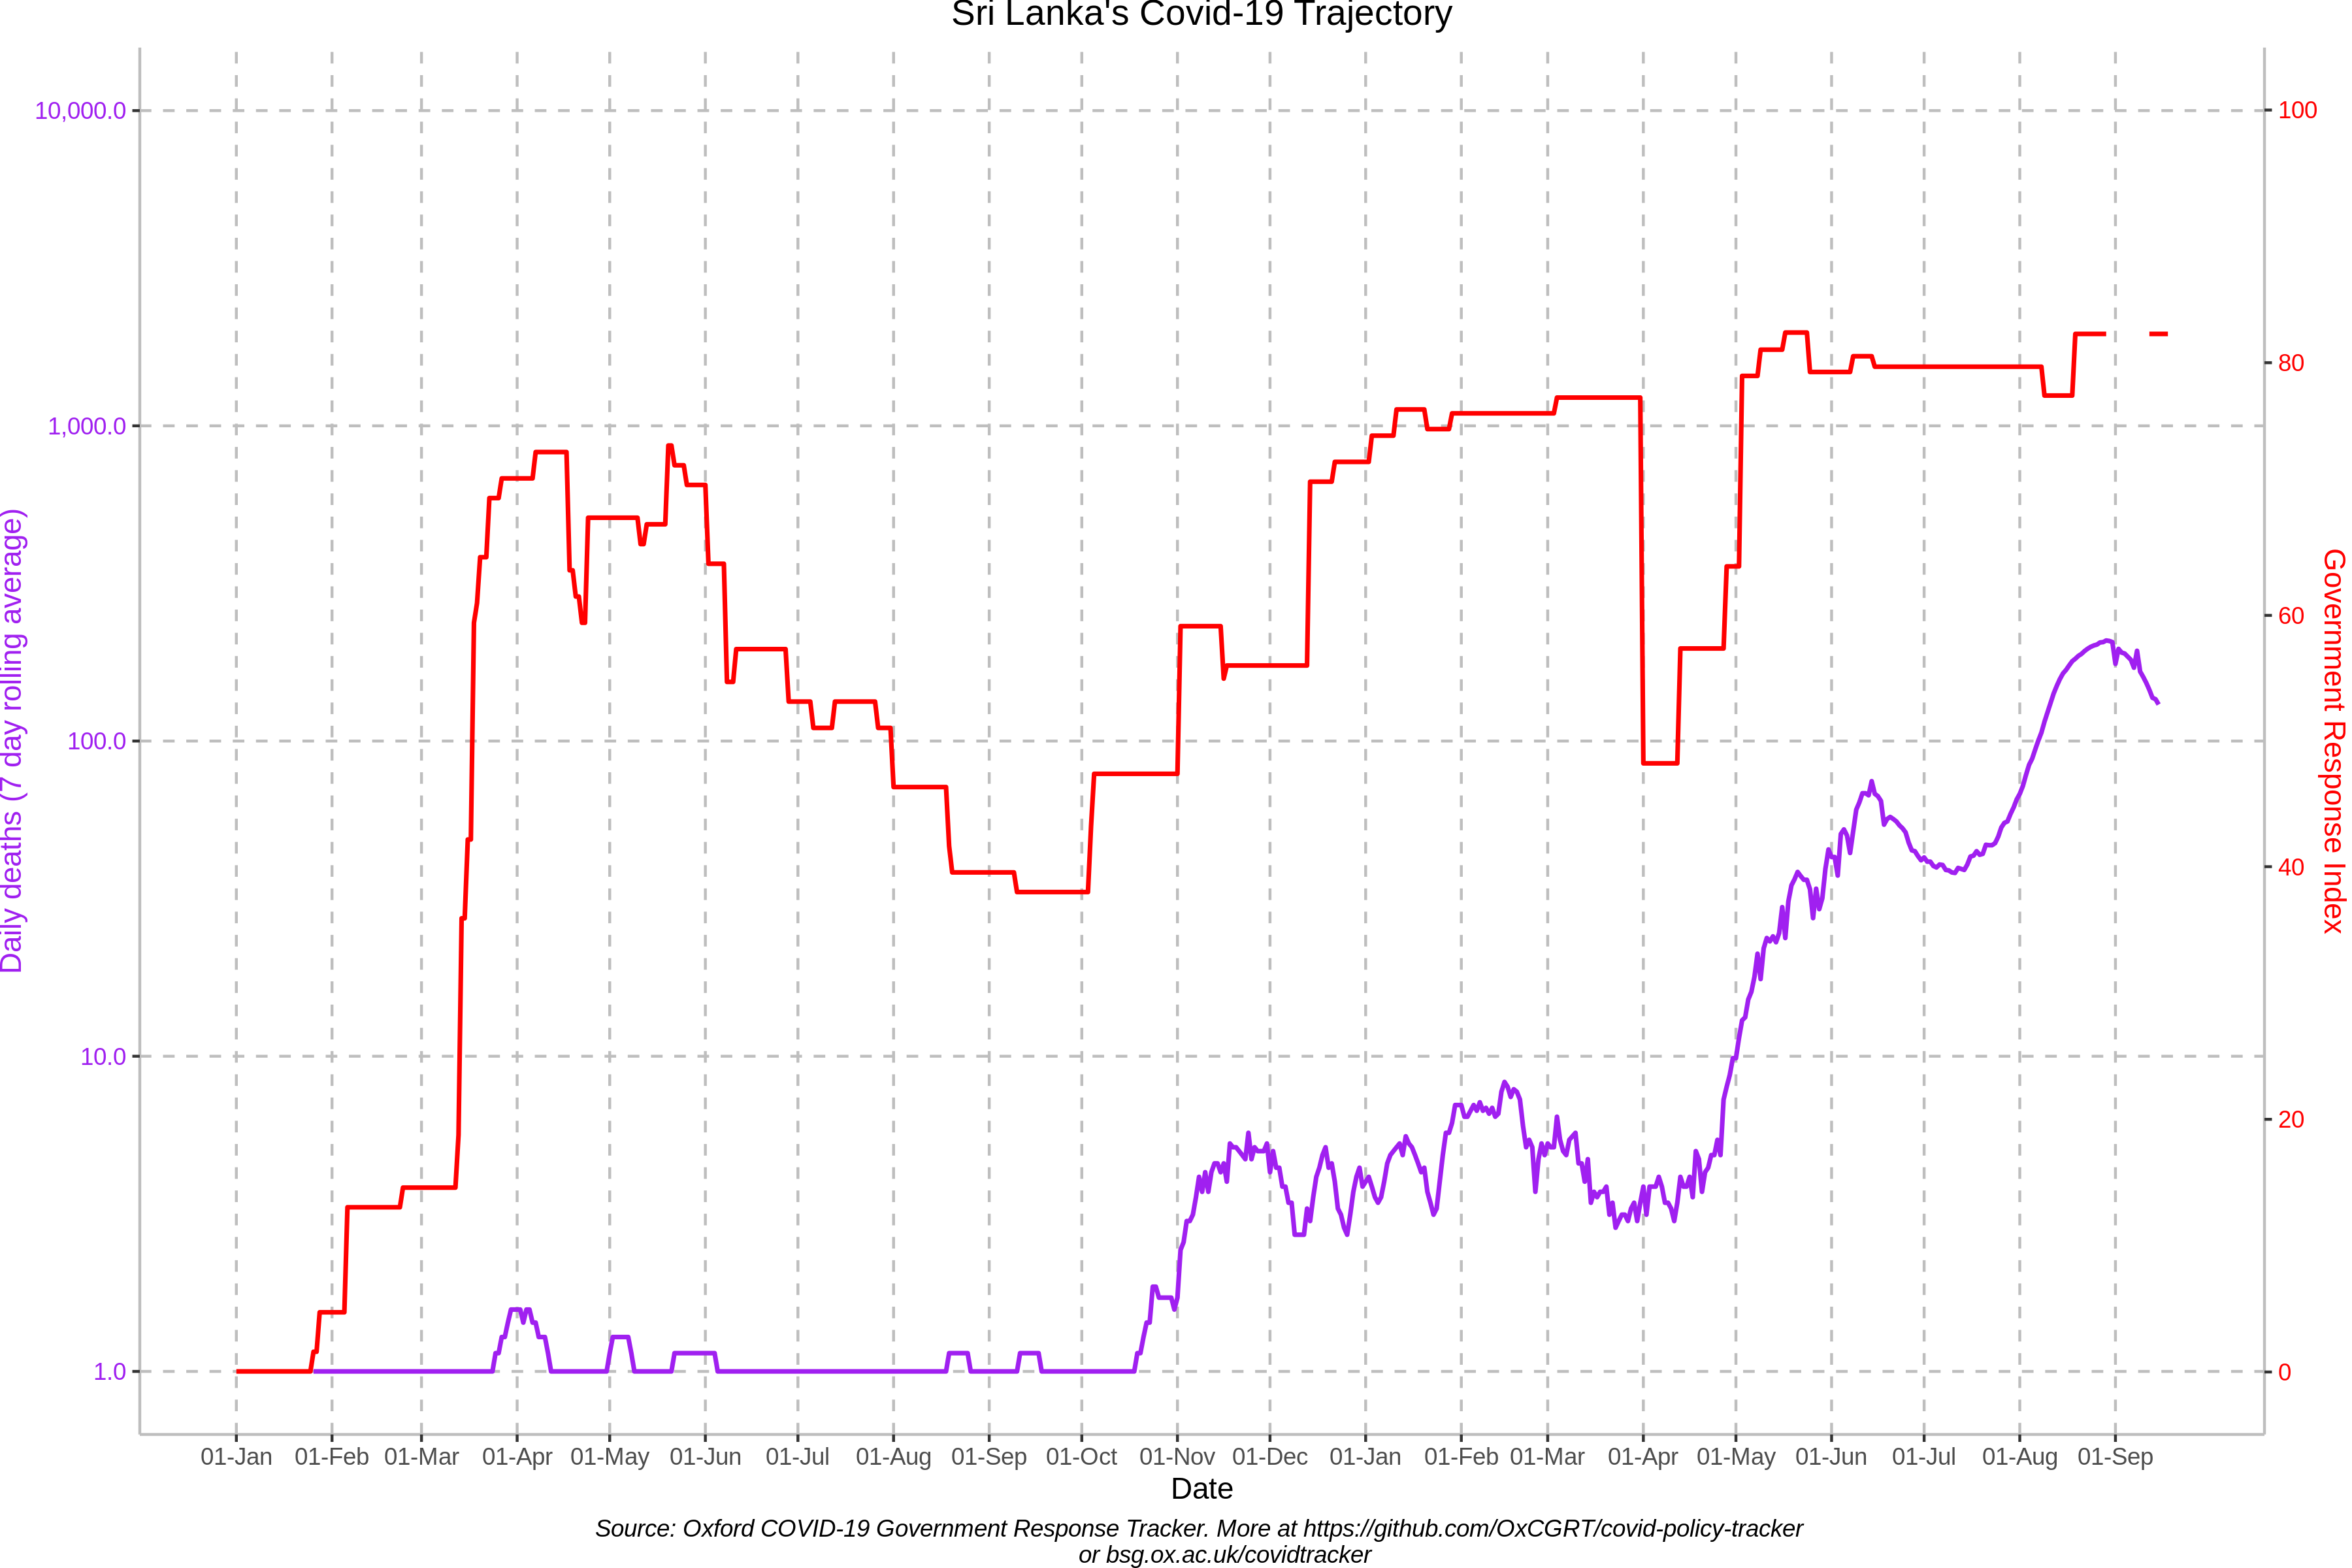 Sri Lanka's Covid-19 Trajectory
10,000.0
1,000.0
100.0
10.0
1.0
Daily deaths (7 day rolling average)
100
80
60
40
20
0
Government Response Index
01-Jan 01-Feb 01-Mar 01-Apr 01-May 01-Jun 01-Jul 01-Aug 01-Sep 01-Oct 01-Nov 01-Dec 01-Jan 01-Feb 01-Mar 01-Apr 01-May 01-Jun 01-Jul 01-Aug 01-Sep
Date
Source: Oxford COVID-19 Government Response Tracker. More at https://github.com/OxCGRT/covid-policy-tracker
or bsg.ox.ac.uk/covidtracker